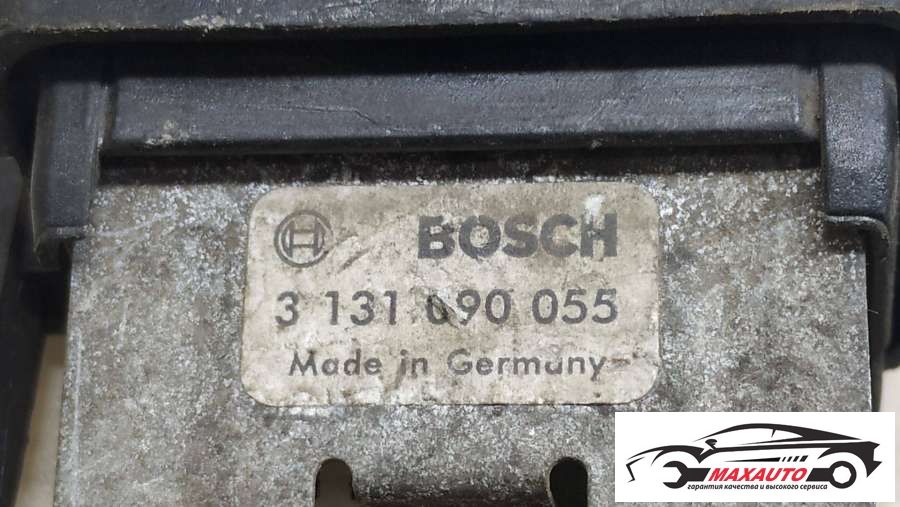 BOSCH
3 131 090 055
Made in Germany
MAXAUTO
гарантия качества и высокого сервиса